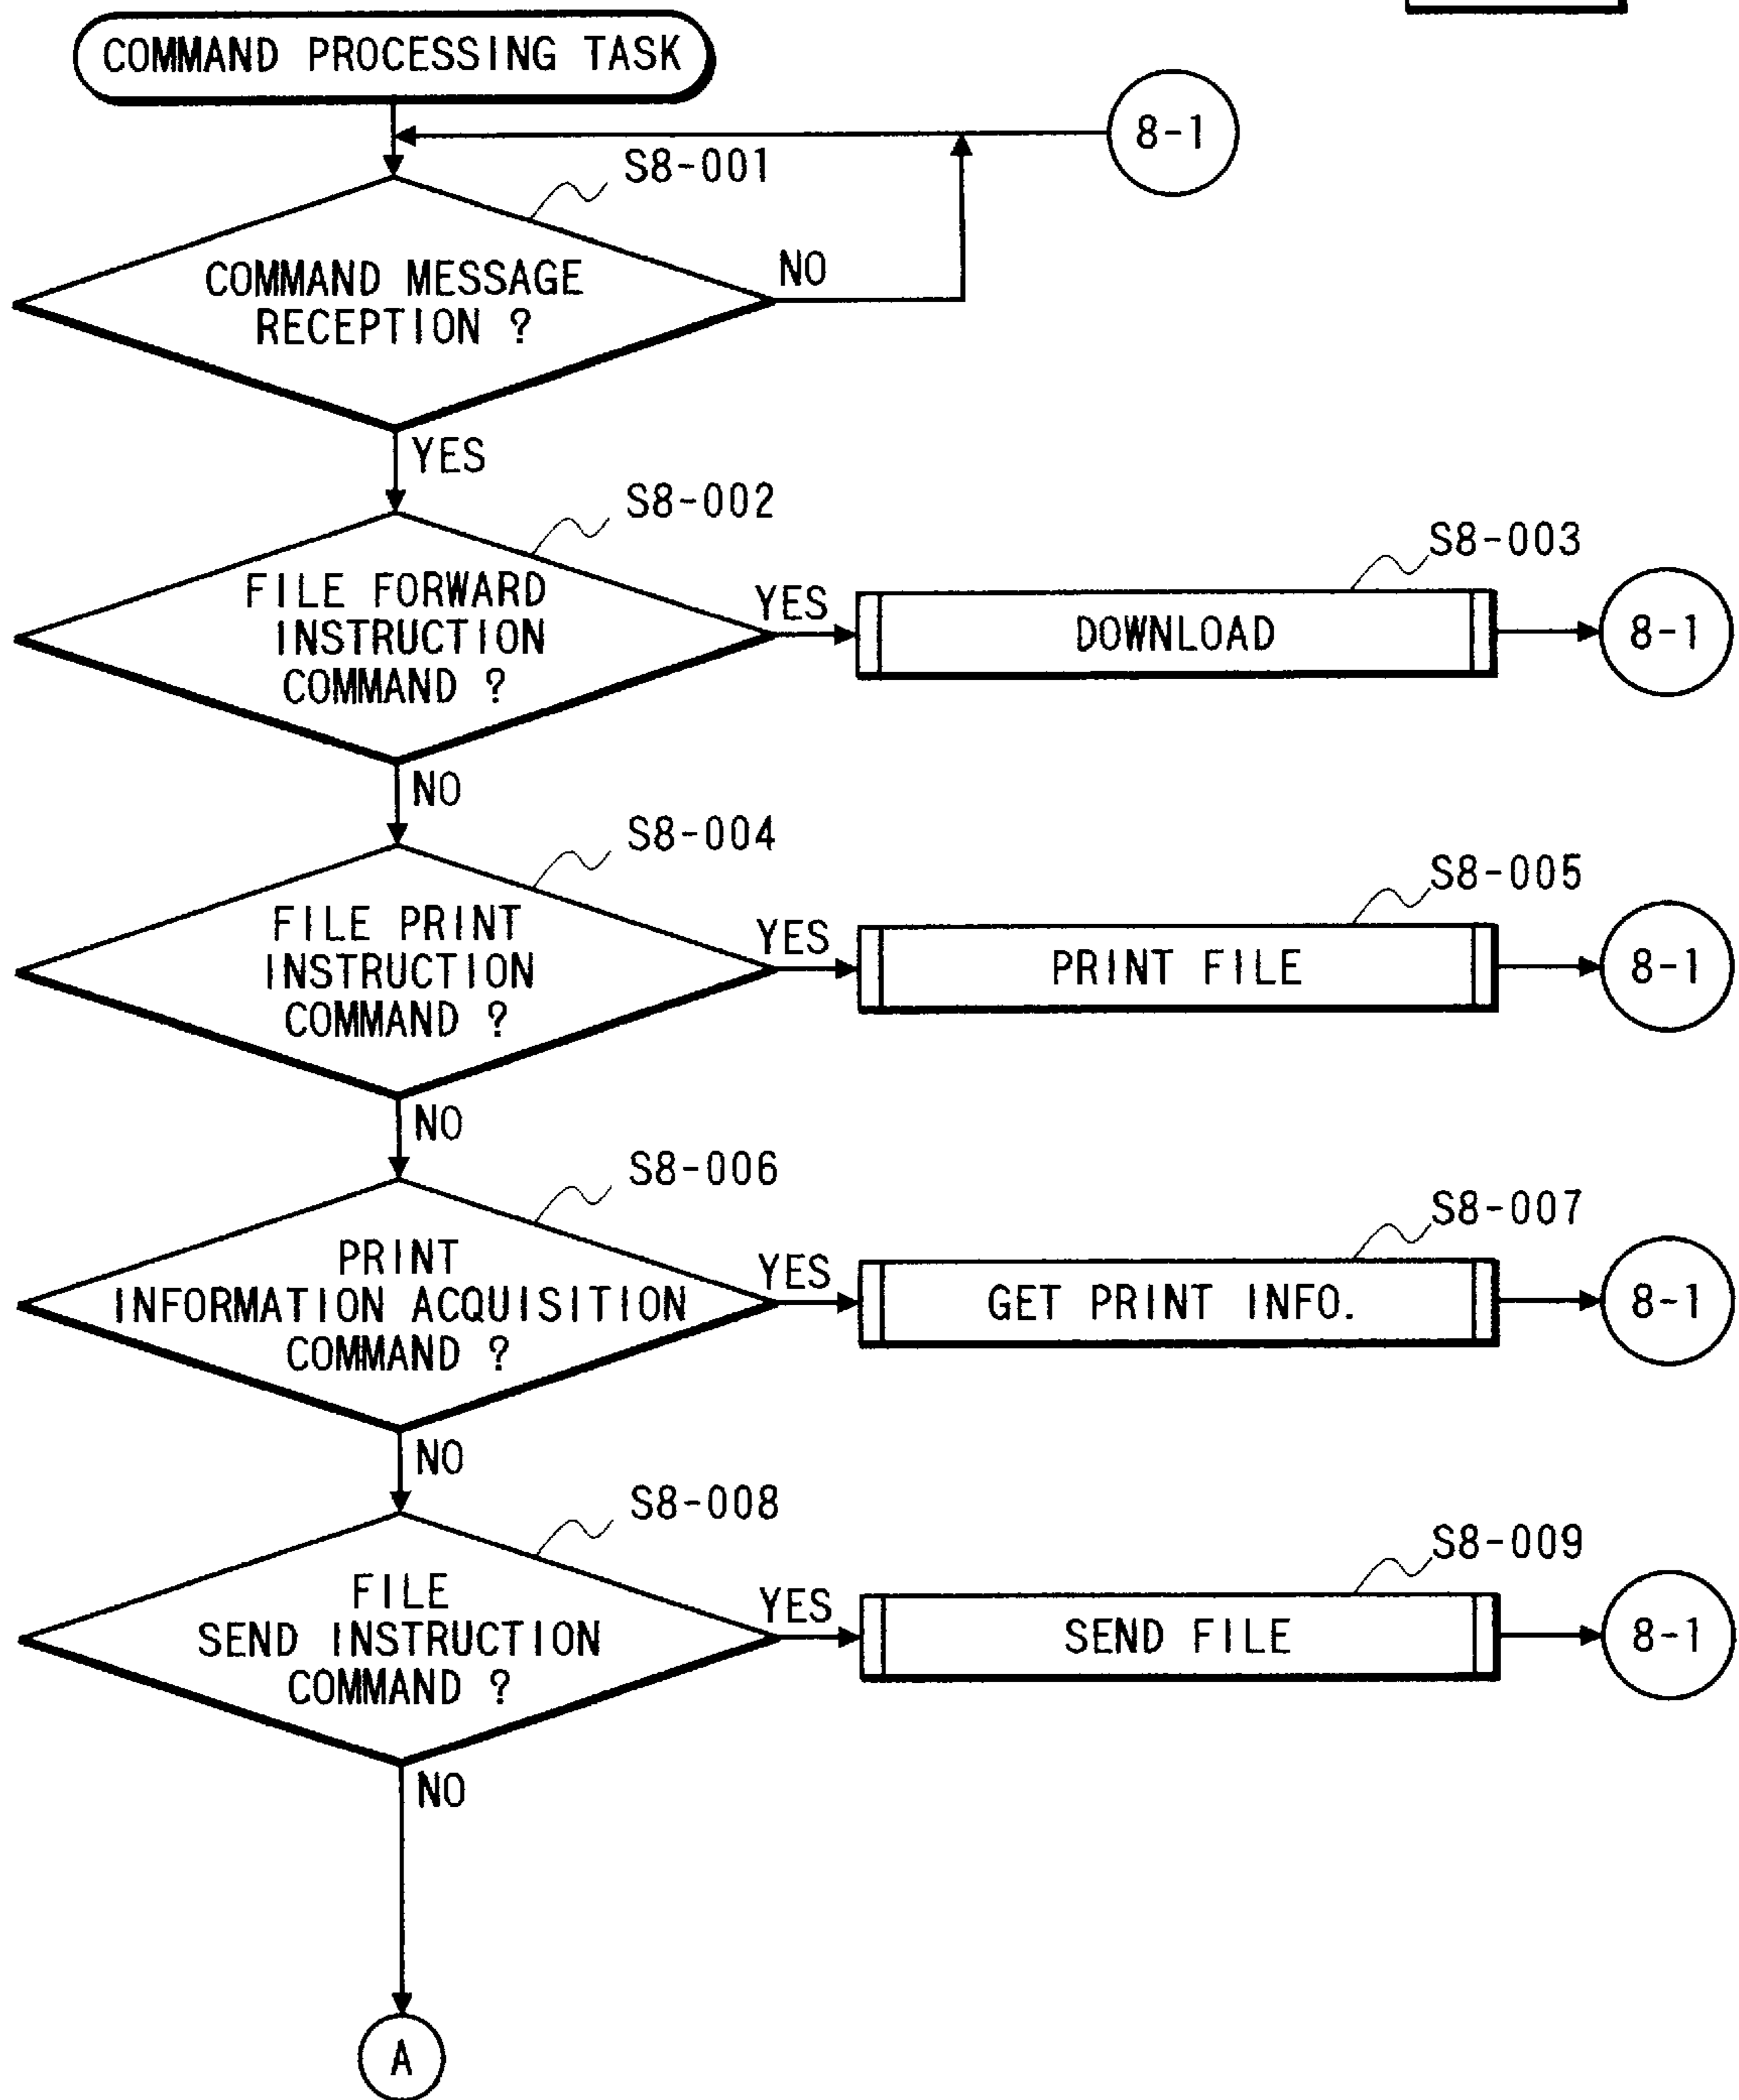 COMMAND PROCESSING TASK
8-1
S8-001
COMMAND MESSAGE
RECEPTION ?
NO
YES
S8-002
FILE FORWARD
INSTRUCTION
COMMAND ?
YES
S8-003
DOWNLOAD
8-1
NO
S8-004
FILE PRINT
INSTRUCTION
COMMAND ?
YES
S8-005
PRINT FILE
8-1
NO
S8-006
PRINT
INFORMATION ACQUISITION
COMMAND ?
YES
S8-007
GET PRINT INFO.
8-1
NO
S8-008
FILE
SEND INSTRUCTION
COMMAND ?
YES
S8-009
SEND FILE
8-1
NO
A